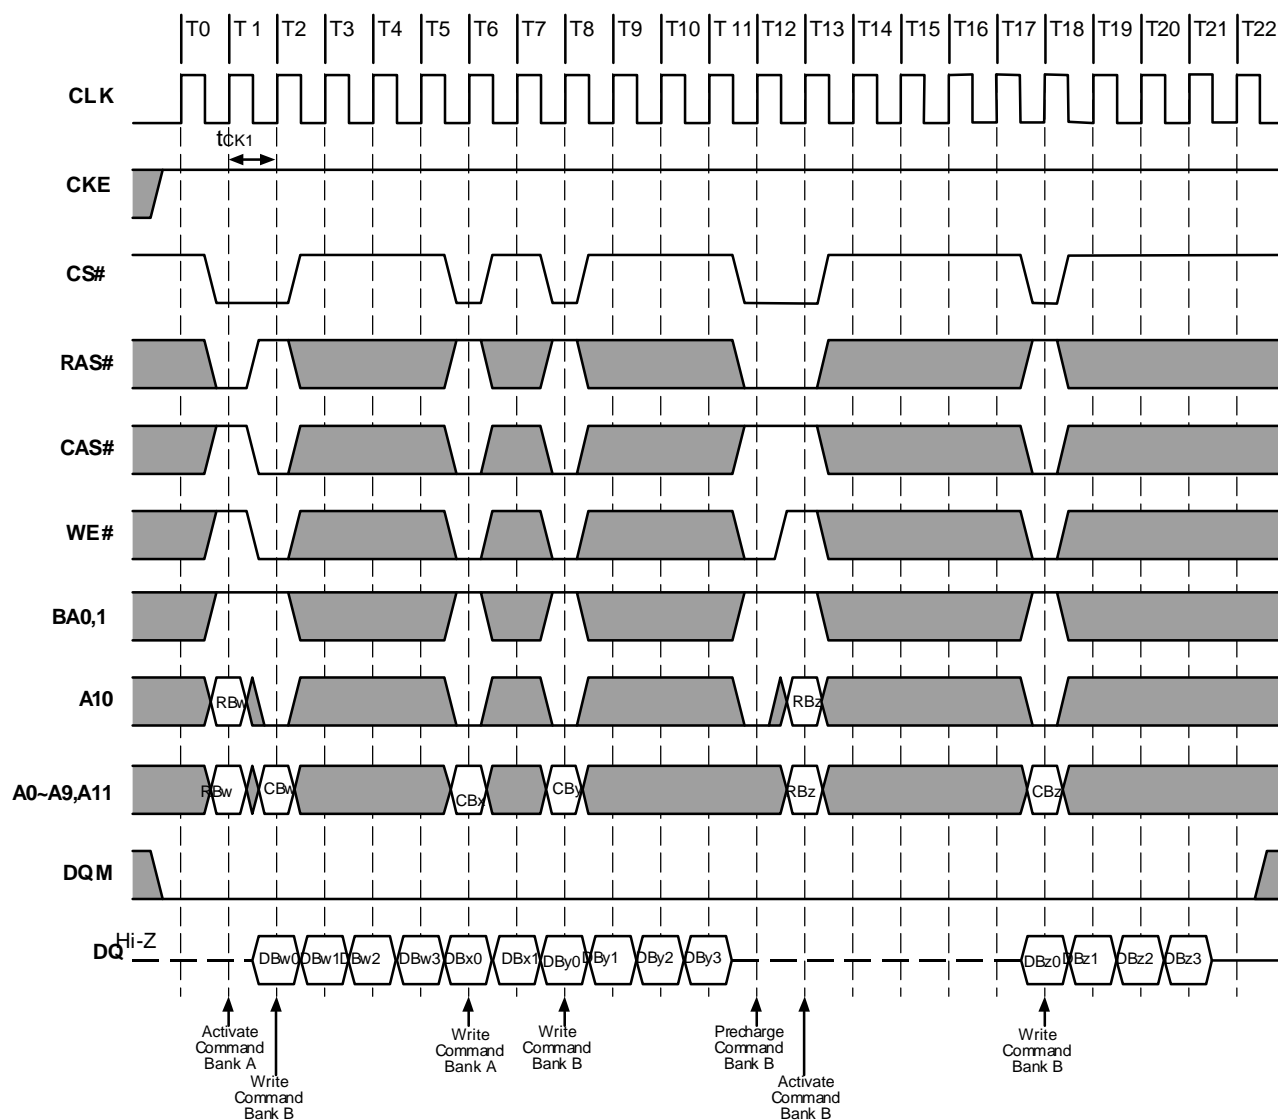 T0 T 1 T2 T3 T4 T5 T6 T7 T8 T9 T10 T 11 T12 T13 T14 T15 T16 T17 T18 T19 T20 T21 T22
CLK
tCK1
CKE
CS#
RAS#
CAS#
WE#
BA0,1
A10 RBw RBz
A0~A9,A11 RBw CBw CBx CBy RBz CBz
DQM
DQ Hi-Z DBw0 DBw1 DBw2 DBw3 DBx0 DBx1 DBy0 DBy1 DBy2 DBy3 DBz0 DBz1 DBz2 DBz3
Activate
Command
Bank A
Write
Command
Bank B
Write
Command
Bank A
Write
Command
Bank B
Precharge
Command
Bank B
Activate
Command
Bank B
Write
Command
Bank B